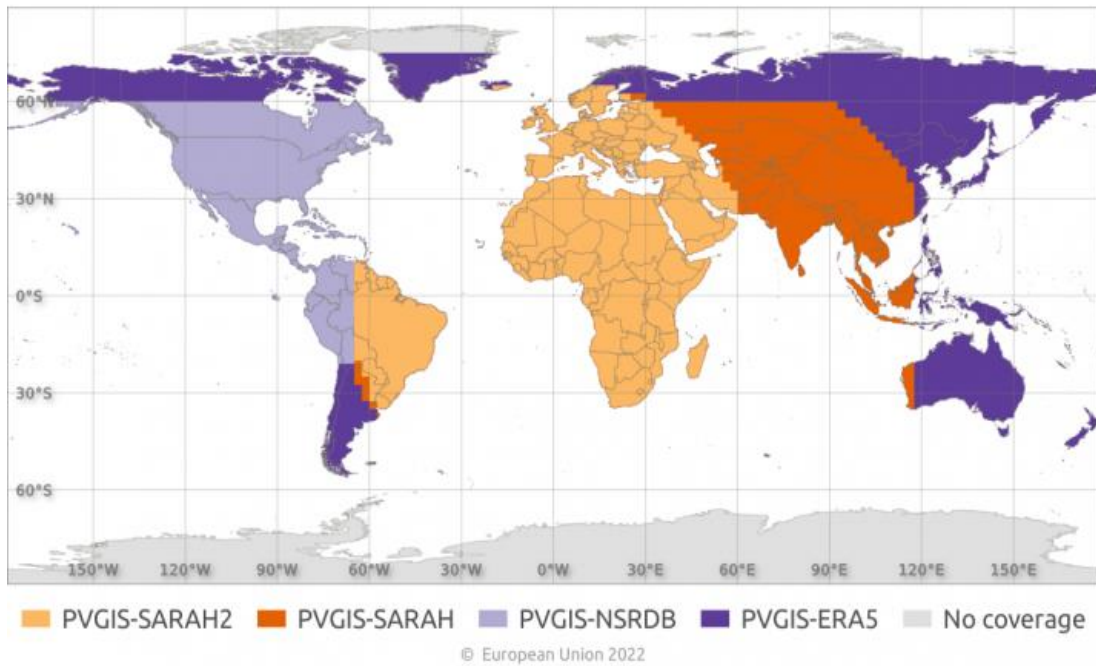 60°N
30°N
0°S
30°S
60°S
150°W 120°W 90°W 60°W 30°W 0°W 30°E 60°E 90°E 120°E 150°E
PVGIS-SARAH2 PVGIS-SARAH PVGIS-NSRDB PVGIS-ERA5 No coverage
© European Union 2022